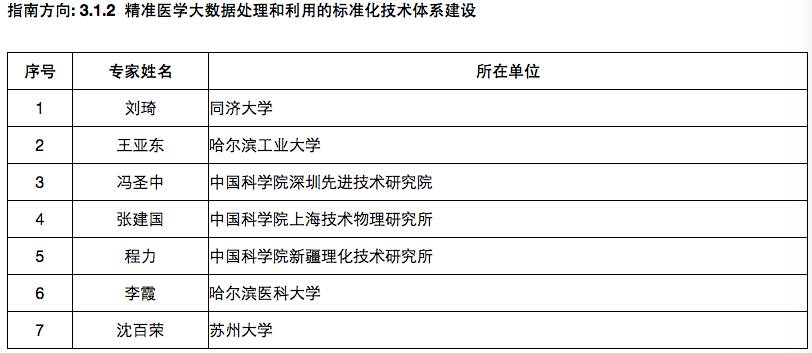 指南方向: 3.1.2 精准医学大数据处理和利用的标准化技术体系建设
序号 专家姓名 所在单位
1 刘琦 同济大学
2 王亚东 哈尔滨工业大学
3 冯圣中 中国科学院深圳先进技术研究院
4 张建国 中国科学院上海技术物理研究所
5 程力 中国科学院新疆理化技术研究所
6 李霞 哈尔滨医科大学
7 沈百荣 苏州大学